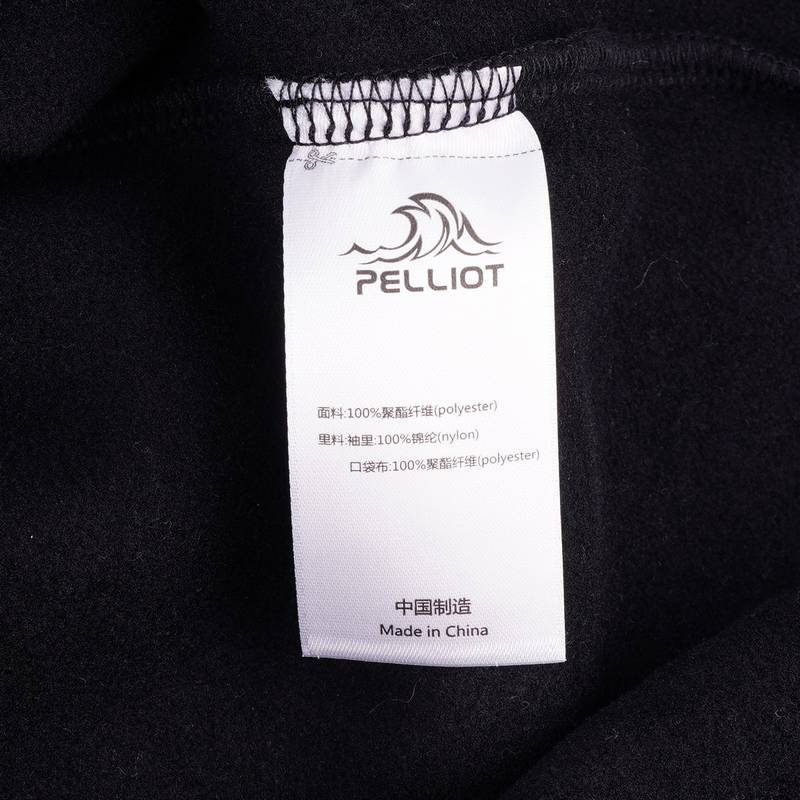 PELLIOT
面料:100%聚酯纤维(polyester)
里料:袖里:100%锦纶(nylon)
口袋布:100%聚酯纤维(polyester)
中国制造
Made in China